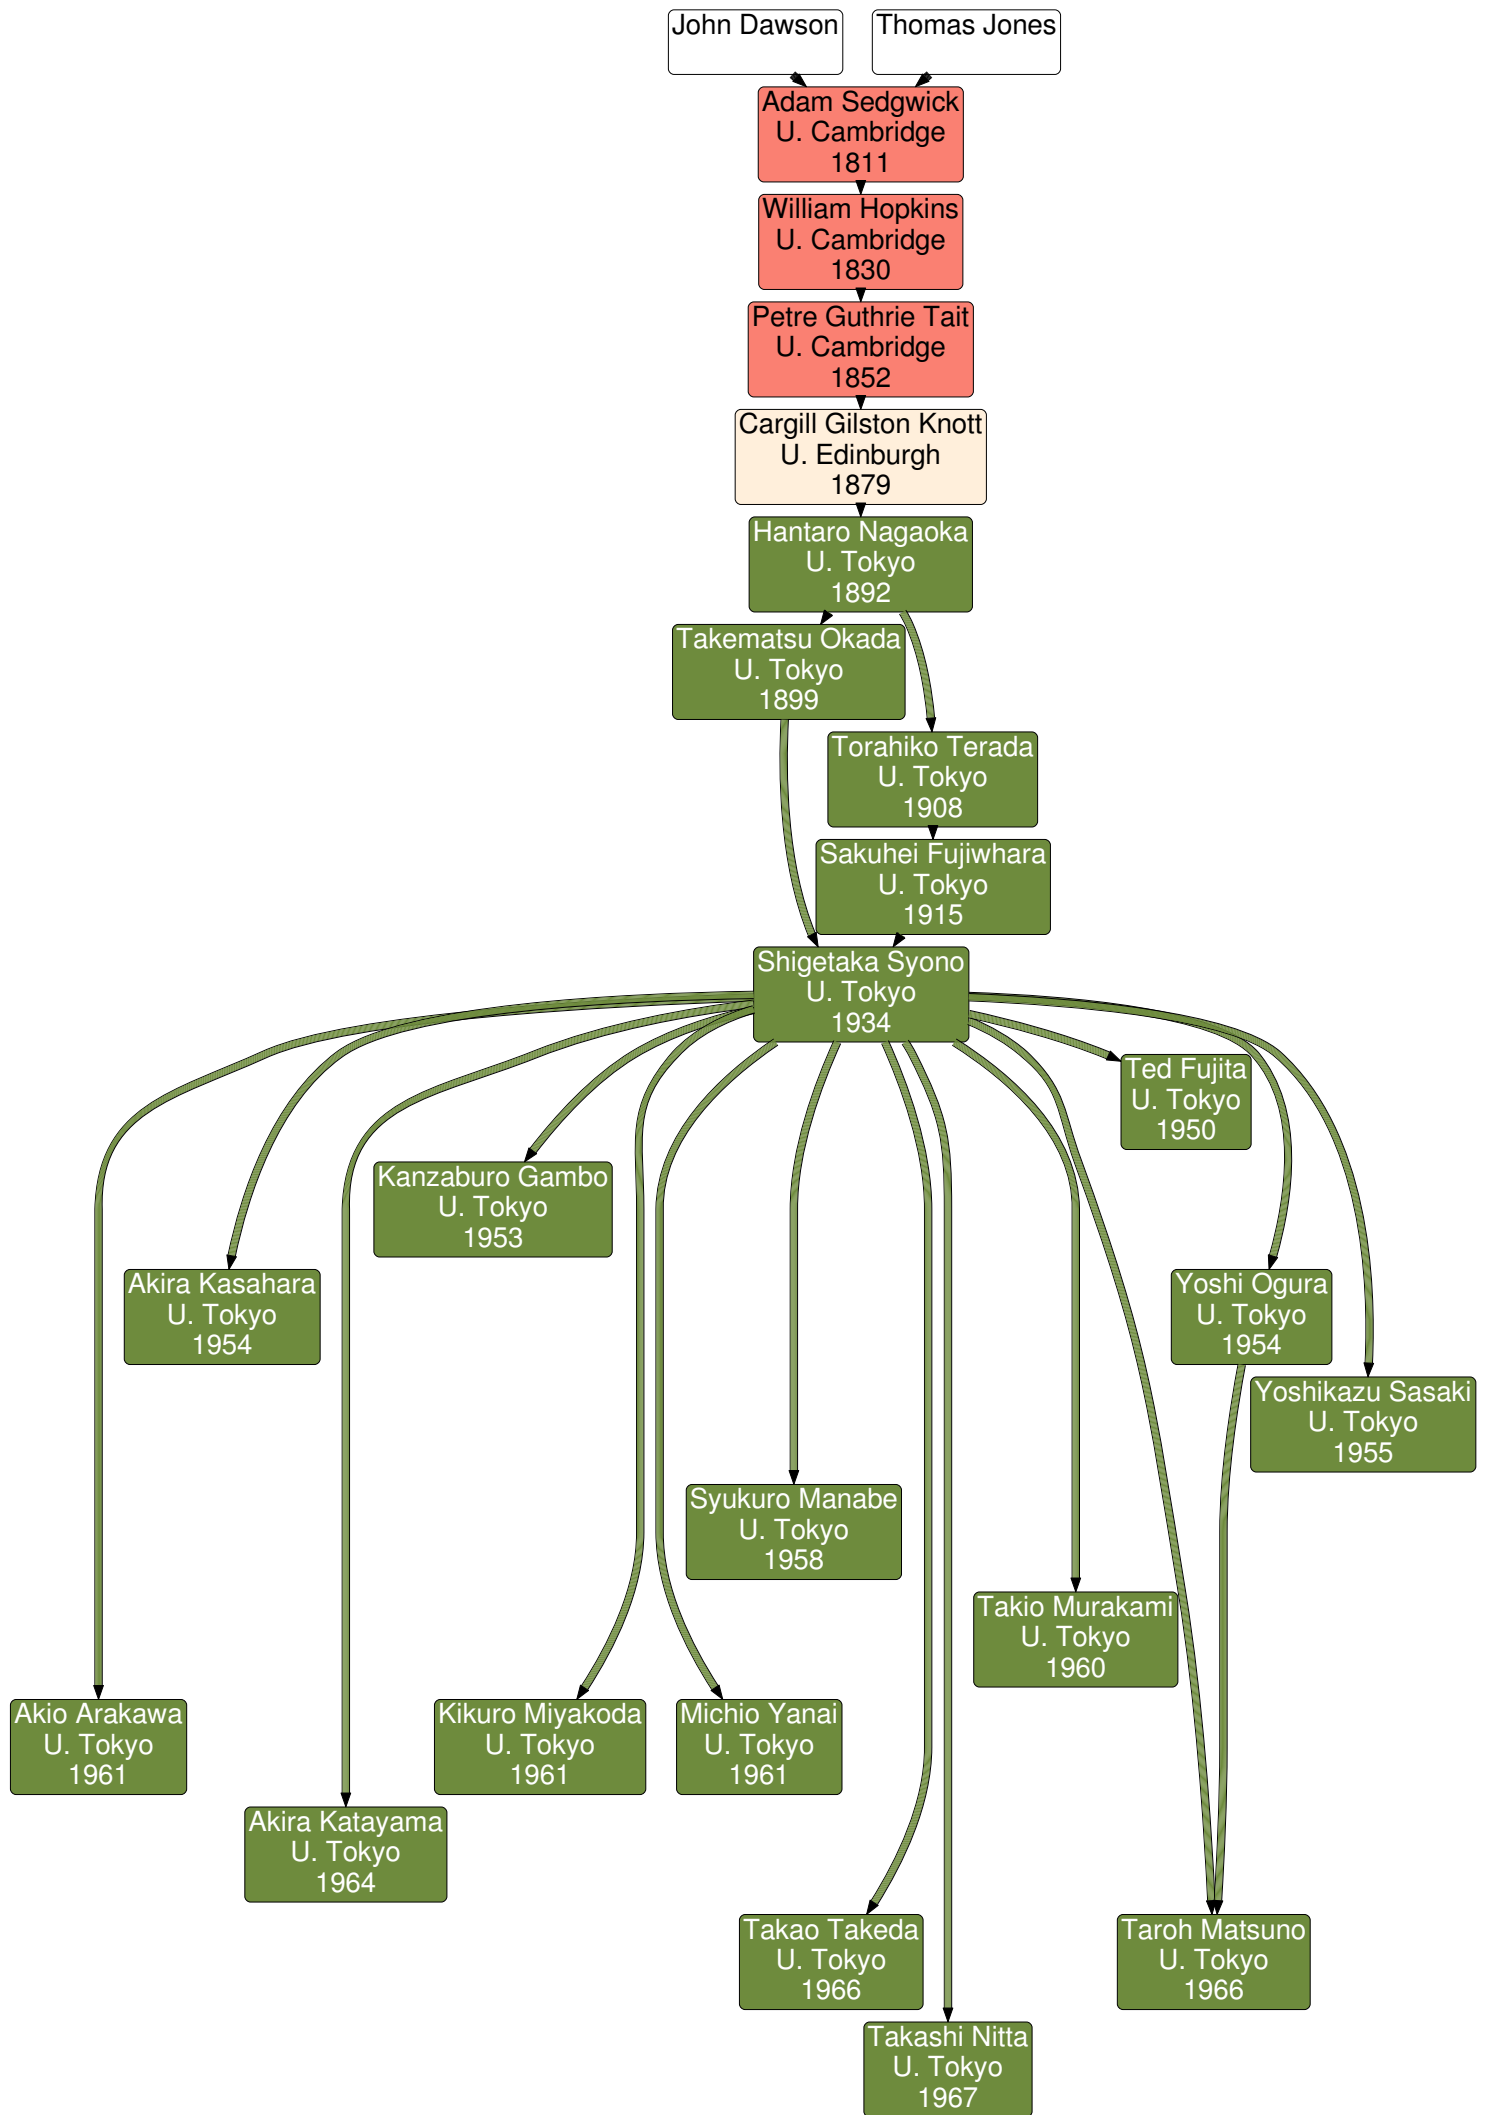 John Dawson
Thomas Jones
Adam Sedgwick
U. Cambridge
1811
William Hopkins
U. Cambridge
1830
Petre Guthrie Tait
U. Cambridge
1852
Cargill Gilston Knott
U. Edinburgh
1879
Hantaro Nagaoka
U. Tokyo
1892
Takematsu Okada
U. Tokyo
1899
Torahiko Terada
U. Tokyo
1908
Sakuhei Fujiwhara
U. Tokyo
1915
Shigetaka Syono
U. Tokyo
1934
Ted Fujita
U. Tokyo
1950
Kanzaburo Gambo
U. Tokyo
1953
Akira Kasahara
U. Tokyo
1954
Yoshi Ogura
U. Tokyo
1954
Yoshikazu Sasaki
U. Tokyo
1955
Syukuro Manabe
U. Tokyo
1958
Takio Murakami
U. Tokyo
1960
Akio Arakawa
U. Tokyo
1961
Kikuro Miyakoda
U. Tokyo
1961
Michio Yanai
U. Tokyo
1961
Akira Katayama
U. Tokyo
1964
Takao Takeda
U. Tokyo
1966
Taroh Matsuno
U. Tokyo
1966
Takashi Nitta
U. Tokyo
1967